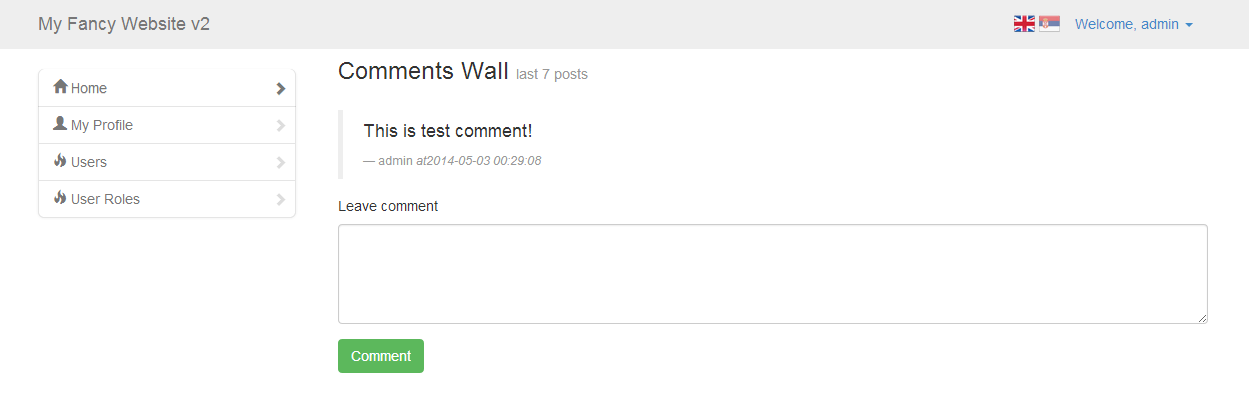 My Fancy Website v2
Welcome, admin
Home
My Profile
Users
User Roles
Comments Wall last 7 posts
This is test comment!
— admin at2014-05-03 00:29:08
Leave comment
Comment